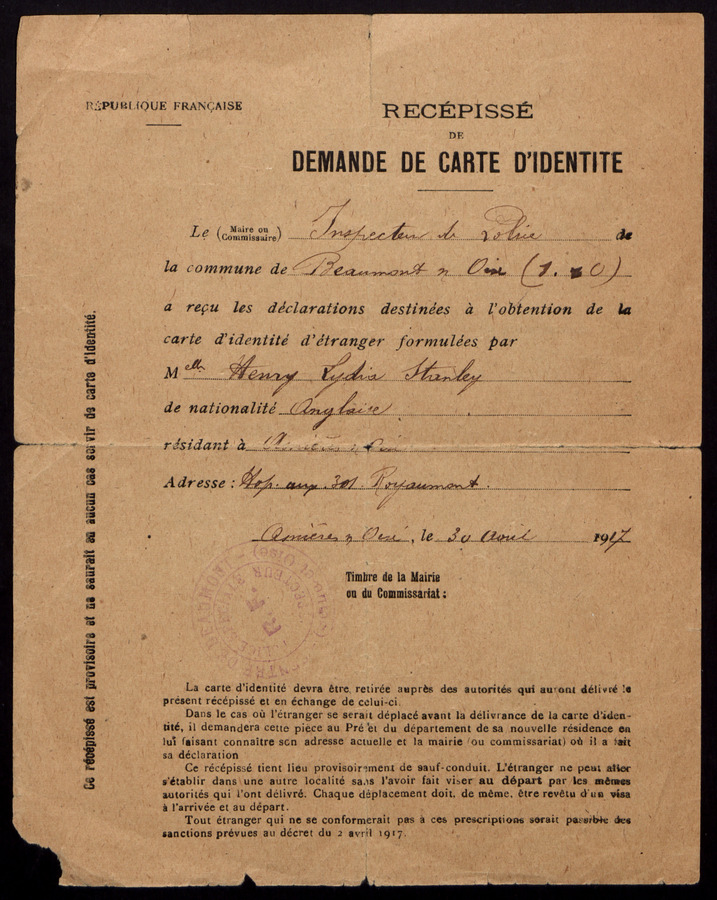 RÉPUBLIQUE FRANÇAISE
RECÉPISSÉ
DE
DEMANDE DE CARTE D'IDENTITE
Le (Maire ou Commissaire) Inspecteur de Police de
la commune de Beaumont s/ Oise (S. &O)
a reçu les déclarations destinées à l'obtention de la
carte d'identité d'étranger formulées par
Melle Henry Lydia Stanley
de nationalité Anglaise
résidant à Asnières s/ Oise
Adresse : Hop. aux. 301 Royaumont.
Asnières s/ Oise, le 30 Avril 1917
Timbre de la Mairie
ou du Commissariat :
La carte d'identité devra être retirée auprès des autorités qui auront délivré le
présent récépissé et en échange de celui-ci.
Dans le cas où l'étranger se serait déplacé avant la délivrance de la carte d'iden-
tité, il demandera cette pièce au Préfet du département de sa nouvelle résidence en
lui faisant connaître son adresse actuelle et la mairie (ou commissariat) où il a fait
sa déclaration
Ce récépissé tient lieu provisoirement de sauf-conduit. L'étranger ne peut aller
s'établir dans une autre localité sans l'avoir fait viser au départ par les mêmes
autorités qui l'ont délivré. Chaque déplacement doit, de même, être revêtu d'un visa
à l'arrivée et au départ.
Tout étranger qui ne se conformerait pas à ces prescriptions serait passible des
sanctions prévues au décret du 2 avril 1917.
Ce récépissé est provisoire et ne saurait en aucun cas servir de carte d'identité.